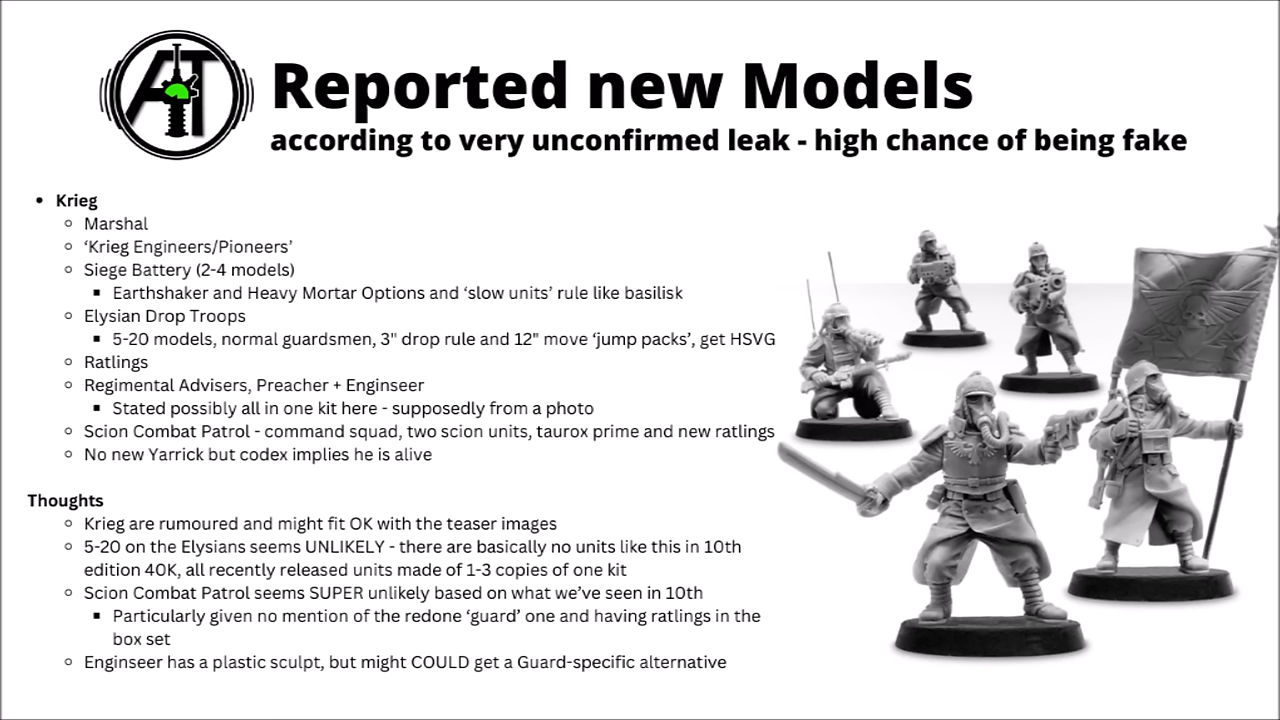 AT
Reported new Models
according to very unconfirmed leak - high chance of being fake
• Krieg
◦ Marshal
◦ ‘Krieg Engineers/Pioneers’
◦ Siege Battery (2-4 models)
▪ Earthshaker and Heavy Mortar Options and ‘slow units’ rule like basilisk
◦ Elysian Drop Troops
▪ 5-20 models, normal guardsmen, 3" drop rule and 12" move ‘jump packs’, get HSVG
◦ Ratlings
◦ Regimental Advisers, Preacher + Enginseer
▪ Stated possibly all in one kit here - supposedly from a photo
◦ Scion Combat Patrol - command squad, two scion units, taurox prime and new ratlings
◦ No new Yarrick but codex implies he is alive
Thoughts
◦ Krieg are rumoured and might fit OK with the teaser images
◦ 5-20 on the Elysians seems UNLIKELY - there are basically no units like this in 10th
edition 40K, all recently released units made of 1-3 copies of one kit
◦ Scion Combat Patrol seems SUPER unlikely based on what we’ve seen in 10th
▪ Particularly given no mention of the redone ‘guard’ one and having ratlings in the
box set
◦ Enginseer has a plastic sculpt, but might COULD get a Guard-specific alternative